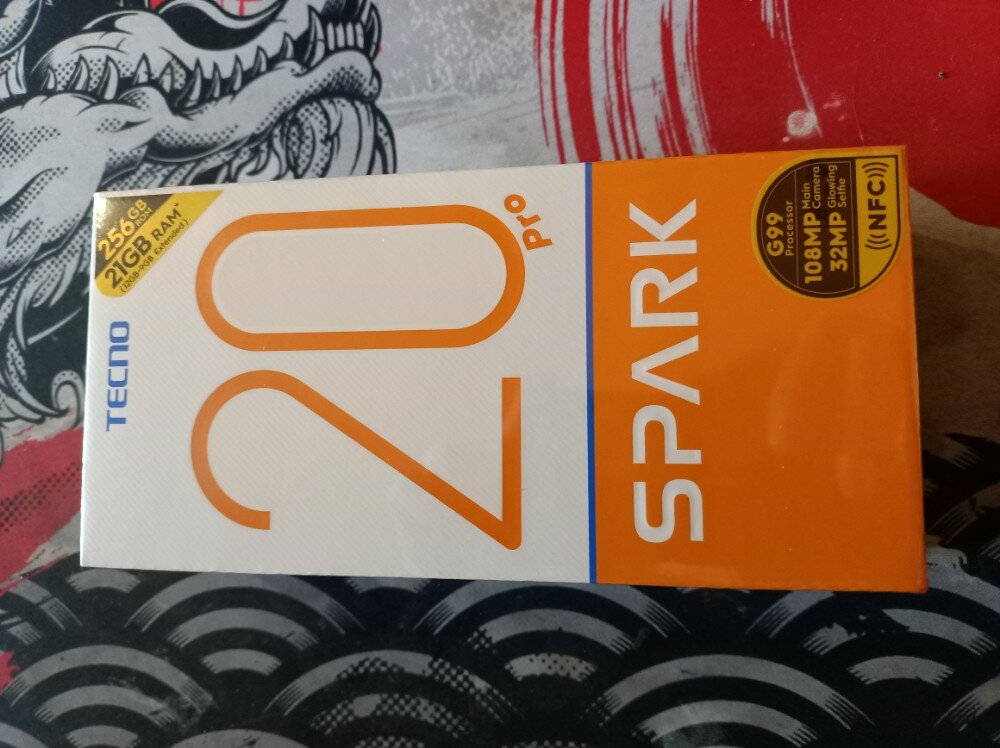 TECNO
256GB ROM
21GB RAM*
(12GB+9GB Extended)
20 Pro
SPARK
G99
Processor
108MP Main Camera
32MP Glowing Selfie
NFC